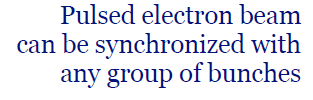 Pulsed electron beam
can be synchronized with
any group of bunches